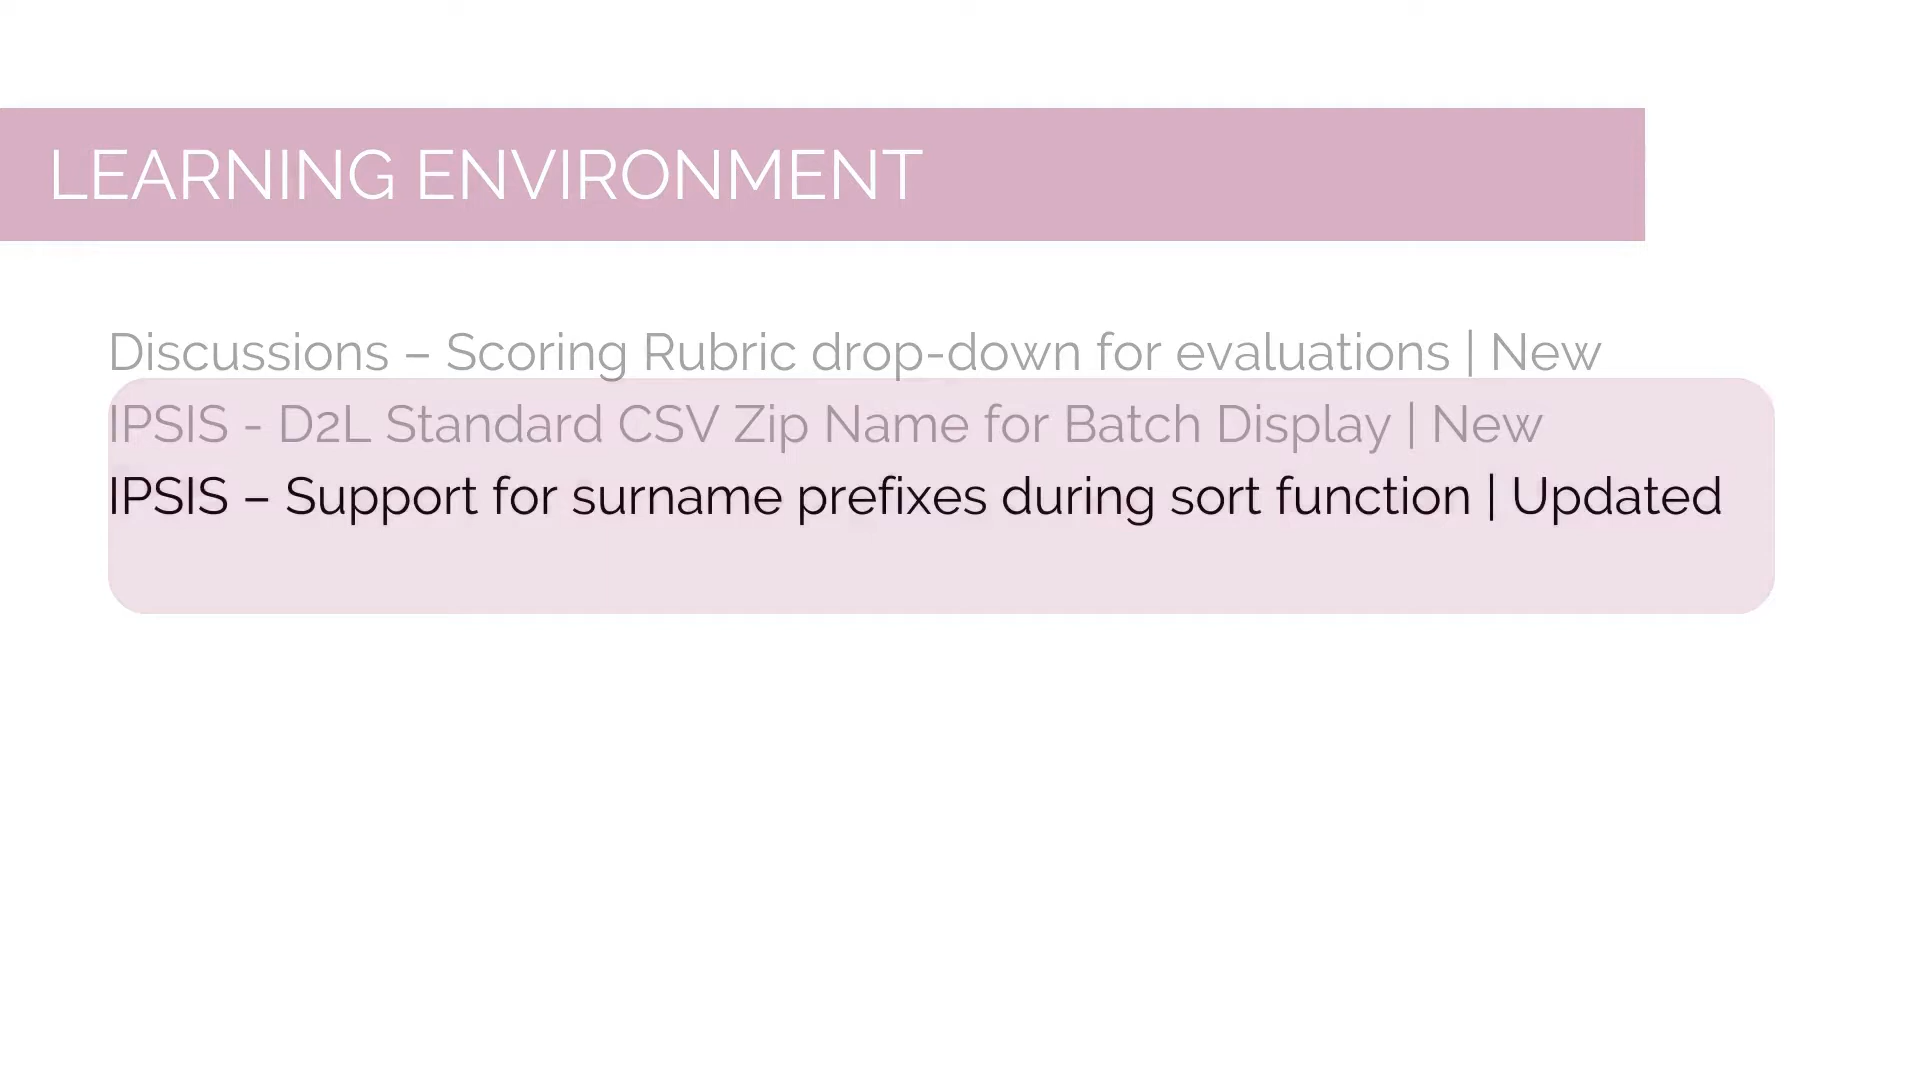 LEARNING ENVIRONMENT
Discussions – Scoring Rubric drop-down for evaluations | New
IPSIS - D2L Standard CSV Zip Name for Batch Display | New
IPSIS – Support for surname prefixes during sort function | Updated